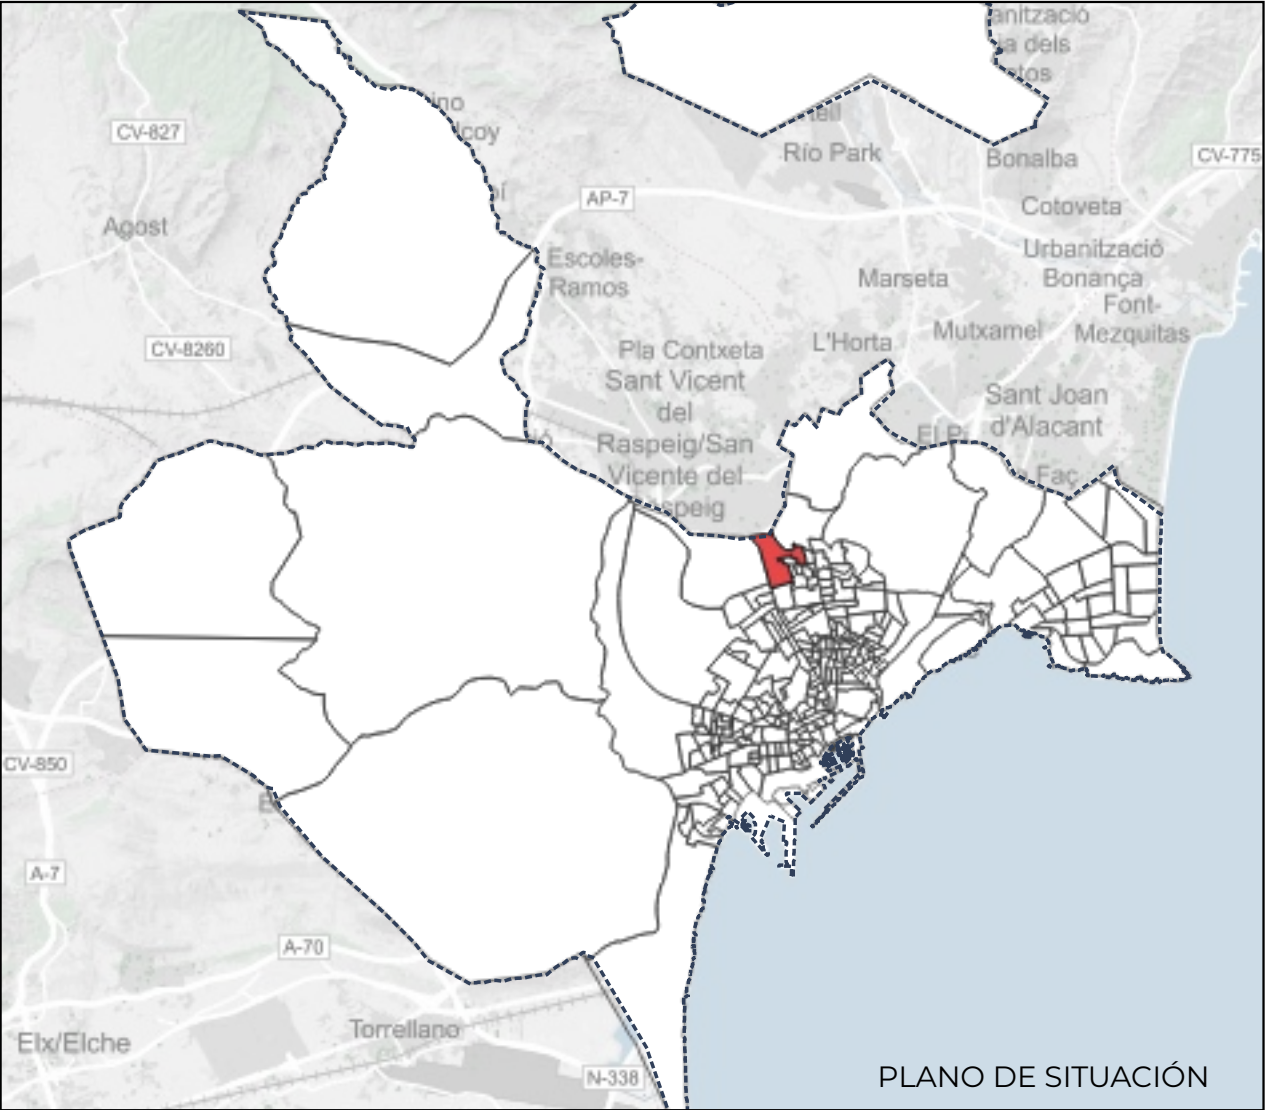 anització
ia dels
CV-827
Río Park
Bonalba
CV-775
AP-7
Cotoveta
Agost
Urbanització
Bonança
Escoles-
Ramos
Marseta
Font-
Mezquitas
Mutxamel
L'Horta
CV-8260
Pla Contxeta
Sant Vicent
del
Raspeig/San
Vicente del
speig
Sant Joan
d'Alacant
Faç
CV-850
A-7
A-70
Elx/Elche
Torrellano
N-338
PLANO DE SITUACIÓN